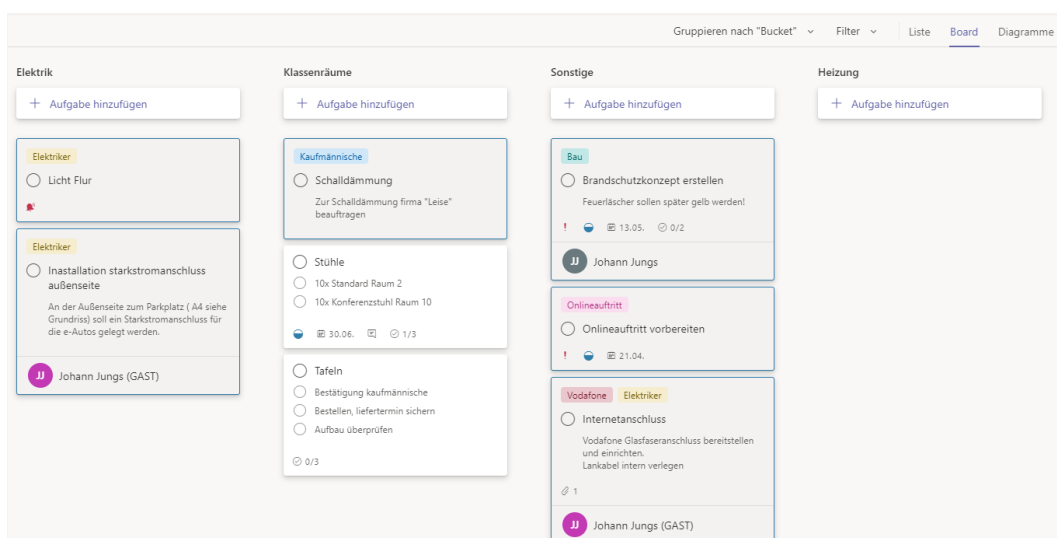 Gruppieren nach "Bucket"
Filter
Liste
Board
Diagramme
Elektrik
+ Aufgabe hinzufügen
Elektriker
Licht Flur
Elektriker
Inastallation starkstromanschluss
außenseite
An der Außenseite zum Parkplatz ( A4 siehe
Grundriss) soll ein Starkstromanschluss für
die e-Autos gelegt werden.
JJ Johann Jungs (GAST)
Klassenräume
+ Aufgabe hinzufügen
Kaufmännische
Schalldämmung
Zur Schalldämmung firma "Leise"
beauftragen
Stühle
10x Standard Raum 2
10x Konferenzstuhl Raum 10
30.06. 1/3
Tafeln
Bestätigung kaufmännische
Bestellen, liefertermin sichern
Aufbau überprüfen
0/3
Sonstige
+ Aufgabe hinzufügen
Bau
Brandschutzkonzept erstellen
Feuerläscher sollen später gelb werden!
! 13.05. 0/2
JJ Johann Jungs
Onlineauftritt
Onlineauftritt vorbereiten
! 21.04.
Vodafone Elektriker
Internetanschluss
Vodafone Glasfaseranschluss bereitstellen
und einrichten.
Lankabel intern verlegen
1
JJ Johann Jungs (GAST)
Heizung
+ Aufgabe hinzufügen